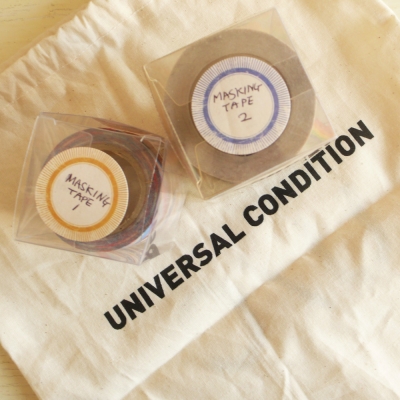 MASKING
TAPE
2
MASKING
TAPE
1
UNIVERSAL CONDITION